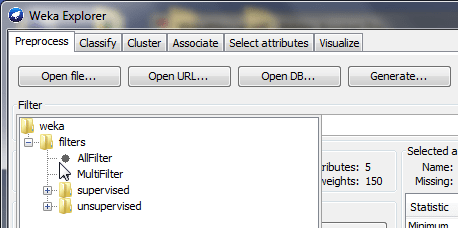 Weka Explorer
Preprocess Classify Cluster Associate Select attributes Visualize
Open file... Open URL... Open DB... Generate...
Filter
weka
filters
AllFilter
MultiFilter
supervised
unsupervised
Selected a
tributes: 5 Name:
weights: 150 Missing:
Statistic
Minimum